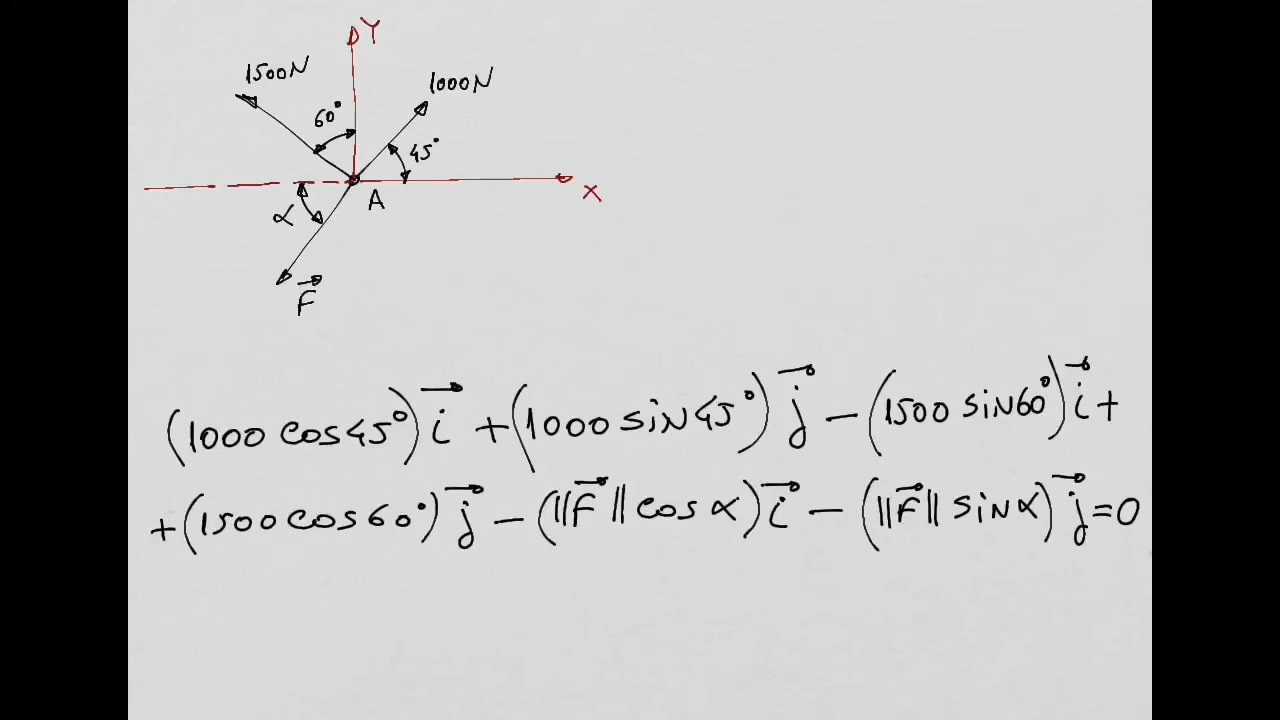 Y
1500N
1000N
60°
45°
X
α
A
F⃗
(1000 cos45°) i⃗ + (1000 sin45°) j⃗ − (1500 sin60°) i⃗ +
+ (1500 cos60°) j⃗ − (‖F⃗‖ cos α) i⃗ − (‖F⃗‖ sin α) j⃗ = 0